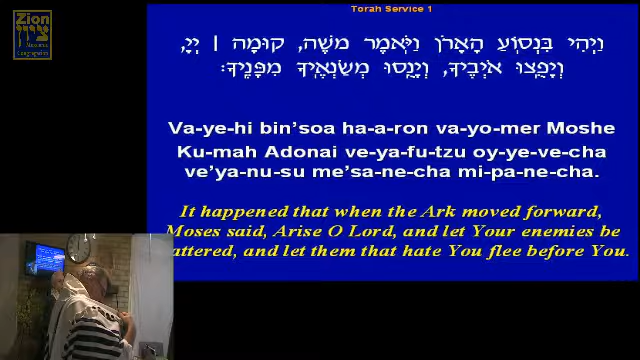 Torah Service 1
Zion
ציון
Messianic
Congregation
וַיְהִי בִּנְסֹעַ הָאָרֹן וַיֹּאמֶר מֹשֶׁה, קוּמָה | יְיָ,
וְיָפֻצוּ אֹיְבֶיךָ, וְיָנֻסוּ מְשַׂנְאֶיךָ מִפָּנֶיךָ:
Va-ye-hi bin'soa ha-a-ron va-yo-mer Moshe
Ku-mah Adonai ve-ya-fu-tzu oy-ye-ve-cha
ve'ya-nu-su me'sa-ne-cha mi-pa-ne-cha.
It happened that when the Ark moved forward,
Moses said, Arise O Lord, and let Your enemies be
attered, and let them that hate You flee before You.